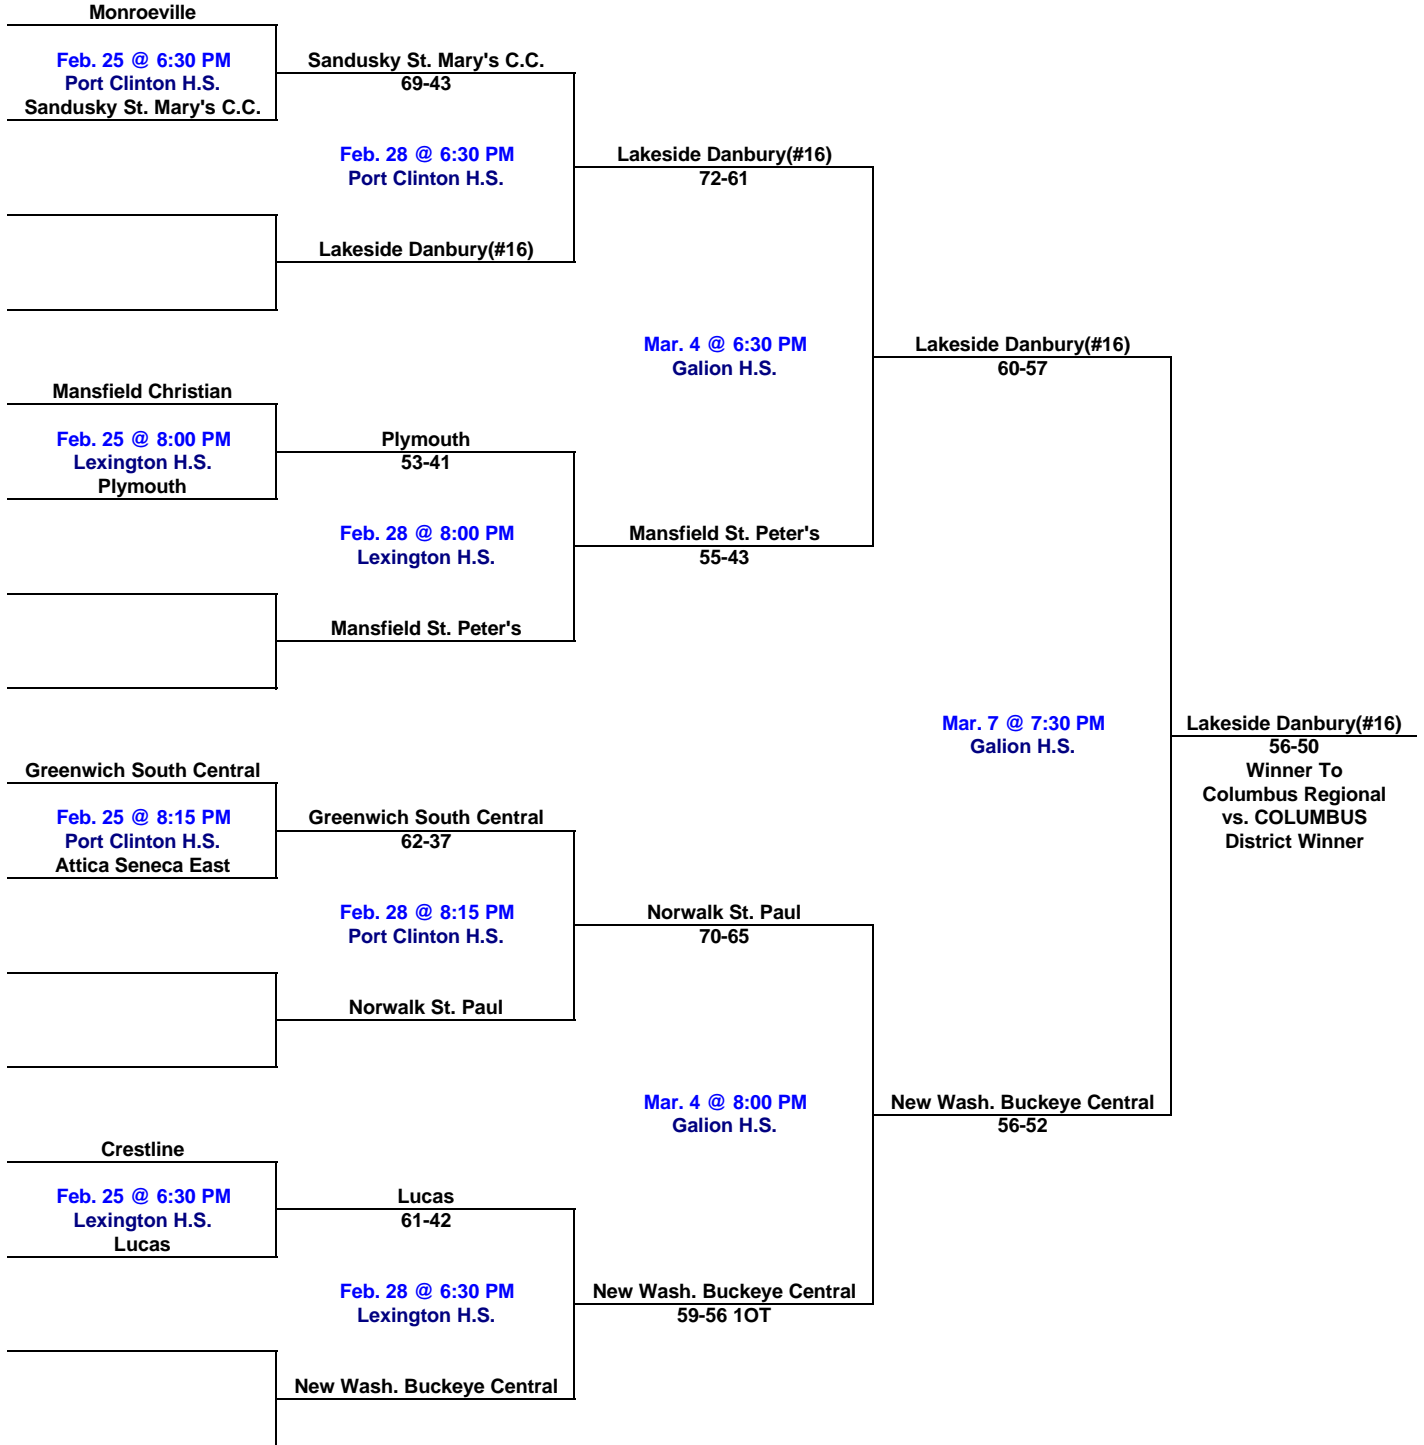 Monroeville
Feb. 25 @ 6:30 PM
Port Clinton H.S.
Sandusky St. Mary's C.C.
Sandusky St. Mary's C.C.
69-43
Feb. 28 @ 6:30 PM
Port Clinton H.S.
Lakeside Danbury(#16)
Lakeside Danbury(#16)
72-61
Mar. 4 @ 6:30 PM
Galion H.S.
Lakeside Danbury(#16)
60-57
Mansfield Christian
Feb. 25 @ 8:00 PM
Lexington H.S.
Plymouth
Plymouth
53-41
Feb. 28 @ 8:00 PM
Lexington H.S.
Mansfield St. Peter's
Mansfield St. Peter's
55-43
Mar. 7 @ 7:30 PM
Galion H.S.
Lakeside Danbury(#16)
56-50
Winner To
Columbus Regional
vs. COLUMBUS
District Winner
Greenwich South Central
Feb. 25 @ 8:15 PM
Port Clinton H.S.
Attica Seneca East
Greenwich South Central
62-37
Feb. 28 @ 8:15 PM
Port Clinton H.S.
Norwalk St. Paul
Norwalk St. Paul
70-65
Mar. 4 @ 8:00 PM
Galion H.S.
New Wash. Buckeye Central
56-52
Crestline
Feb. 25 @ 6:30 PM
Lexington H.S.
Lucas
Lucas
61-42
Feb. 28 @ 6:30 PM
Lexington H.S.
New Wash. Buckeye Central
New Wash. Buckeye Central
59-56 1OT